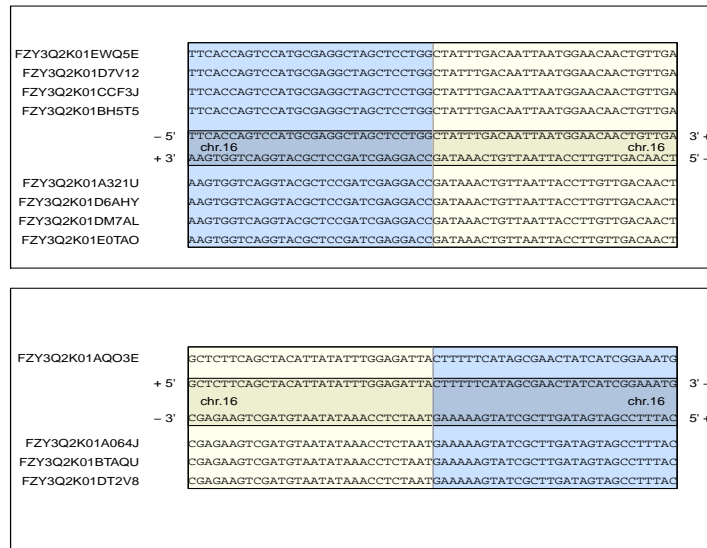 FZY3Q2K01EWQ5E TTCACCAGTCCATGCGAGGCTAGCTCCTGGCTATTTGACAATTAATGGAACAACTGTTGA
FZY3Q2K01D7V12 TTCACCAGTCCATGCGAGGCTAGCTCCTGGCTATTTGACAATTAATGGAACAACTGTTGA
FZY3Q2K01CCF3J TTCACCAGTCCATGCGAGGCTAGCTCCTGGCTATTTGACAATTAATGGAACAACTGTTGA
FZY3Q2K01BH5T5 TTCACCAGTCCATGCGAGGCTAGCTCCTGGCTATTTGACAATTAATGGAACAACTGTTGA
– 5' TTCACCAGTCCATGCGAGGCTAGCTCCTGGCTATTTGACAATTAATGGAACAACTGTTGA 3' +
chr.16 chr.16
+ 3' AAGTGGTCAGGTACGCTCCGATCGAGGACCGATAAACTGTTAATTACCTTGTTGACAACT 5' –
FZY3Q2K01A321U AAGTGGTCAGGTACGCTCCGATCGAGGACCGATAAACTGTTAATTACCTTGTTGACAACT
FZY3Q2K01D6AHY AAGTGGTCAGGTACGCTCCGATCGAGGACCGATAAACTGTTAATTACCTTGTTGACAACT
FZY3Q2K01DM7AL AAGTGGTCAGGTACGCTCCGATCGAGGACCGATAAACTGTTAATTACCTTGTTGACAACT
FZY3Q2K01E0TAO AAGTGGTCAGGTACGCTCCGATCGAGGACCGATAAACTGTTAATTACCTTGTTGACAACT
FZY3Q2K01AQO3E GCTCTTCAGCTACATTATATTTGGAGATTACTTTTTCATAGCGAACTATCATCGGAAATG
+ 5' GCTCTTCAGCTACATTATATTTGGAGATTACTTTTTCATAGCGAACTATCATCGGAAATG 3' –
chr.16 chr.16
– 3' CGAGAAGTCGATGTAATATAAACCTCTAATGAAAAAGTATCGCTTGATAGTAGCCTTTAC 5' +
FZY3Q2K01A064J CGAGAAGTCGATGTAATATAAACCTCTAATGAAAAAGTATCGCTTGATAGTAGCCTTTAC
FZY3Q2K01BTAQU CGAGAAGTCGATGTAATATAAACCTCTAATGAAAAAGTATCGCTTGATAGTAGCCTTTAC
FZY3Q2K01DT2V8 CGAGAAGTCGATGTAATATAAACCTCTAATGAAAAAGTATCGCTTGATAGTAGCCTTTAC